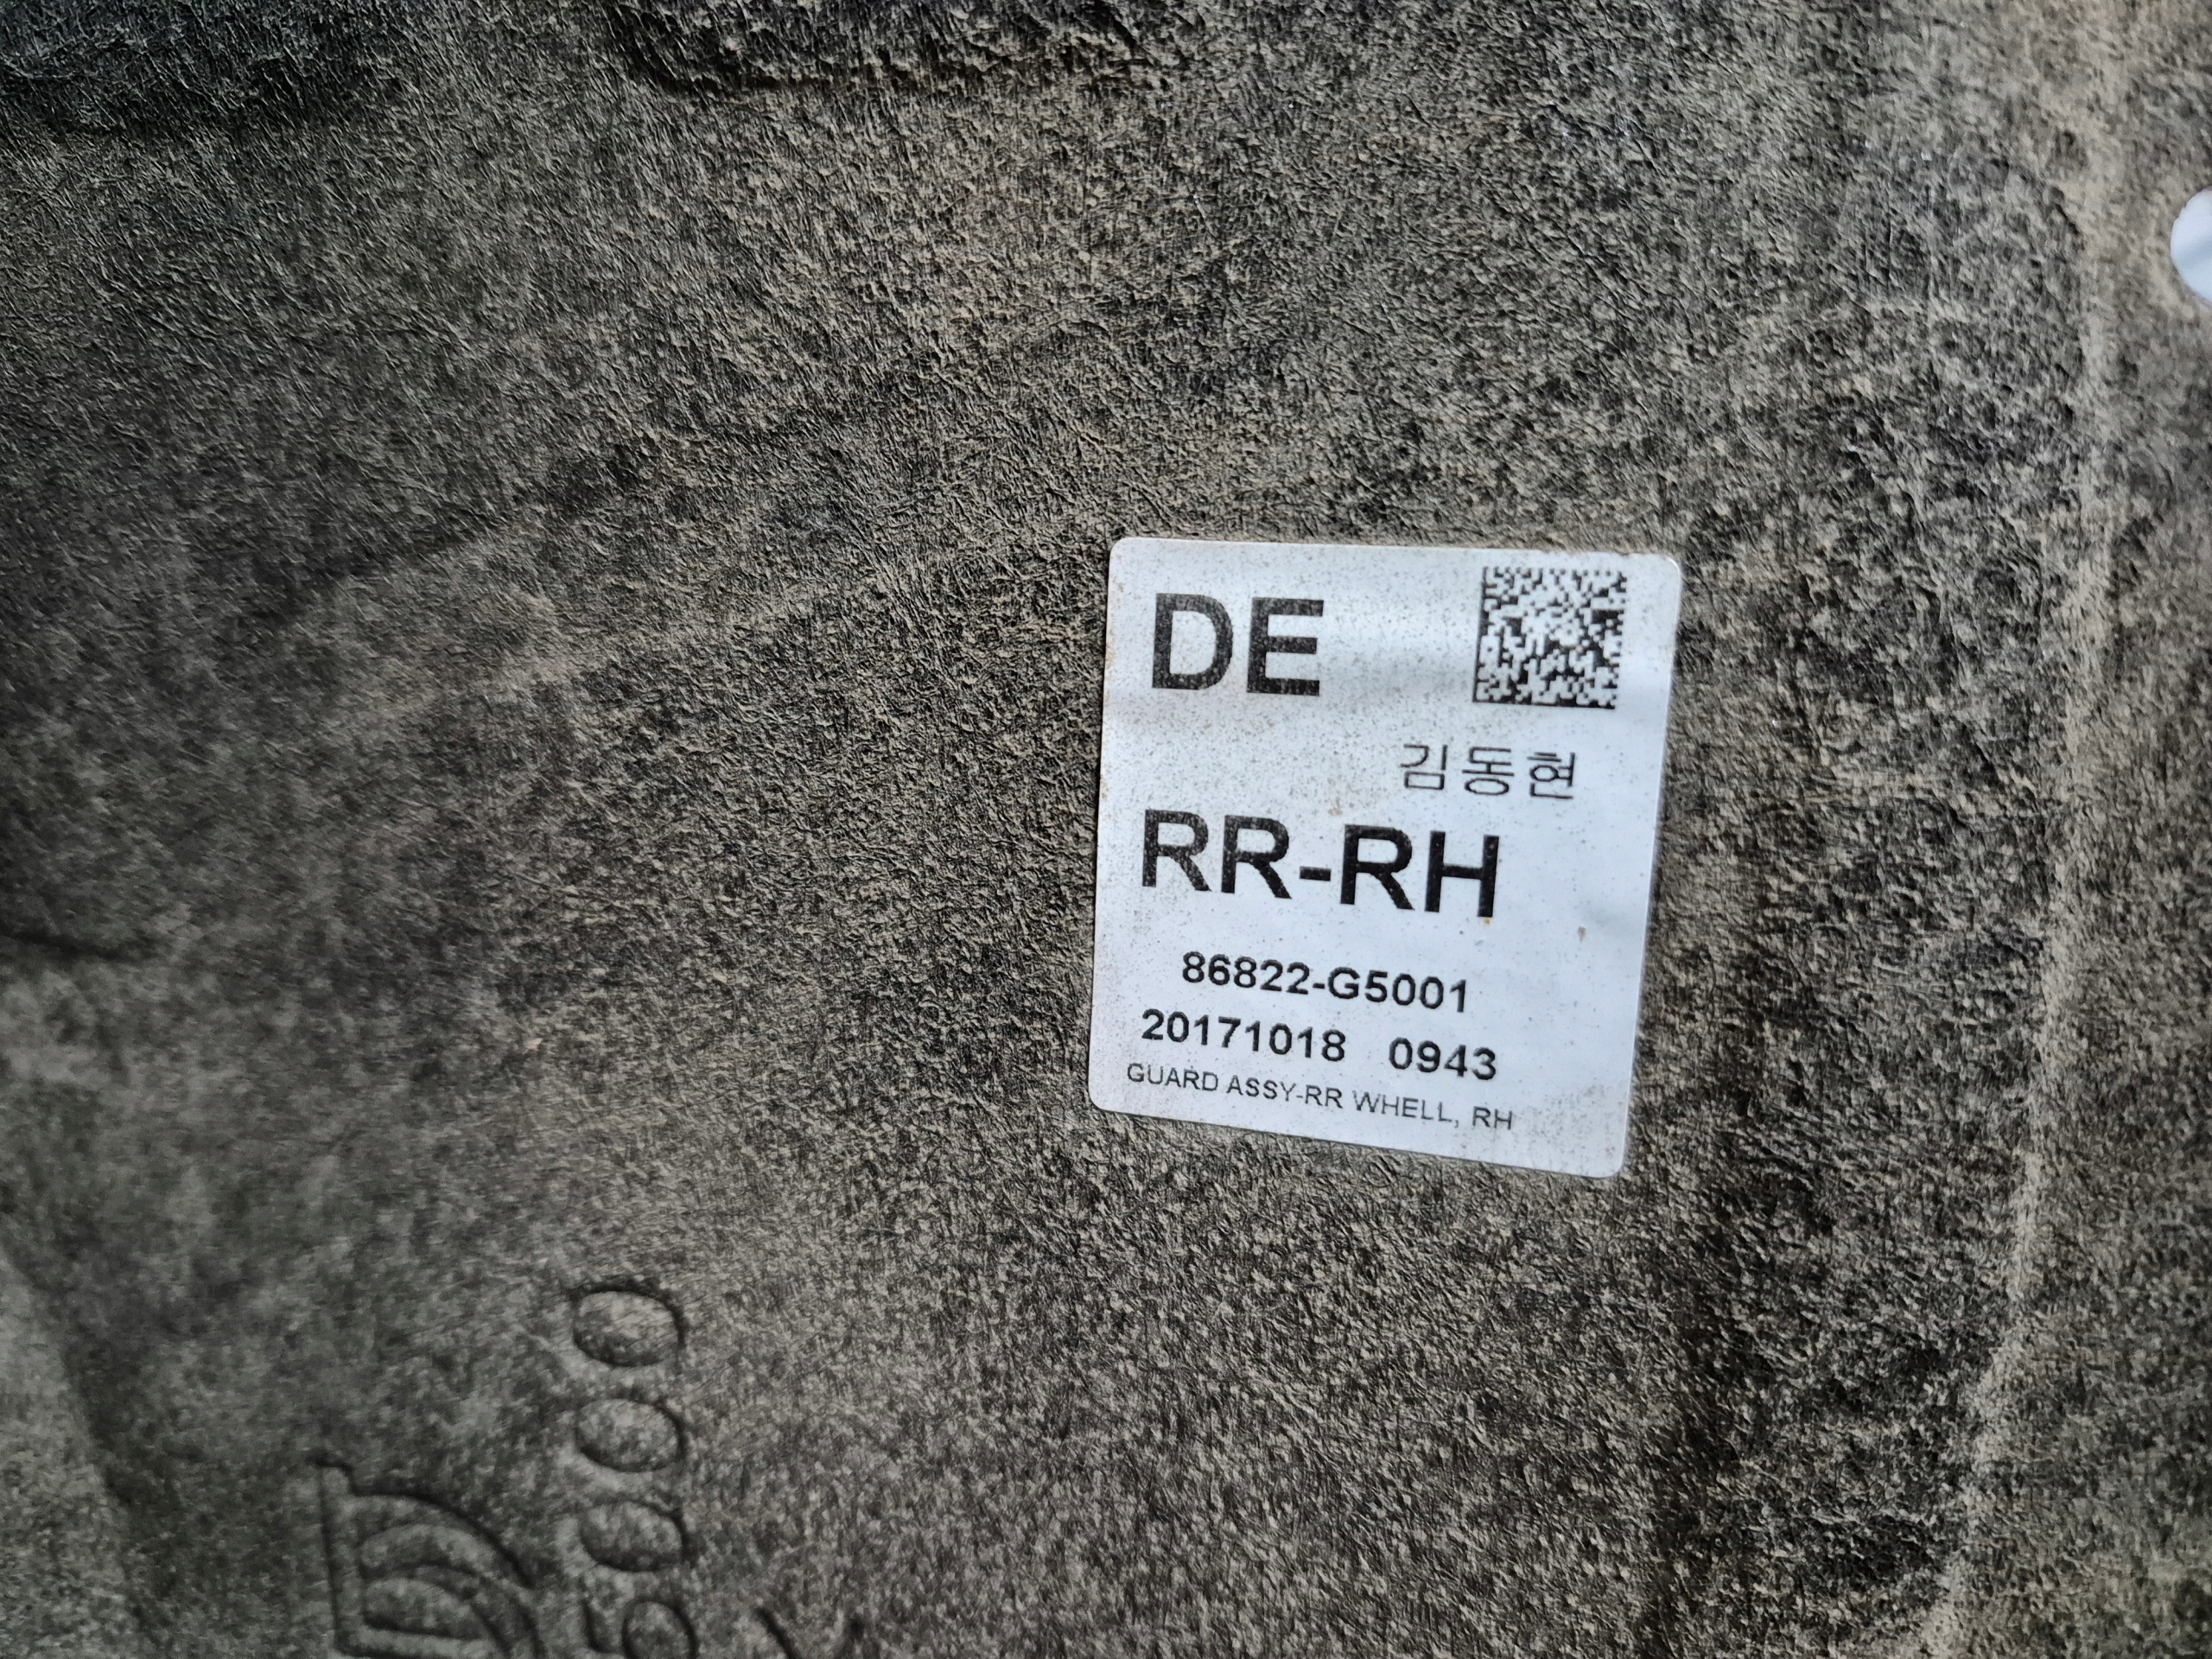 DE
김동현
RR-RH
86822-G5001
20171018 0943
GUARD ASSY-RR WHELL, RH